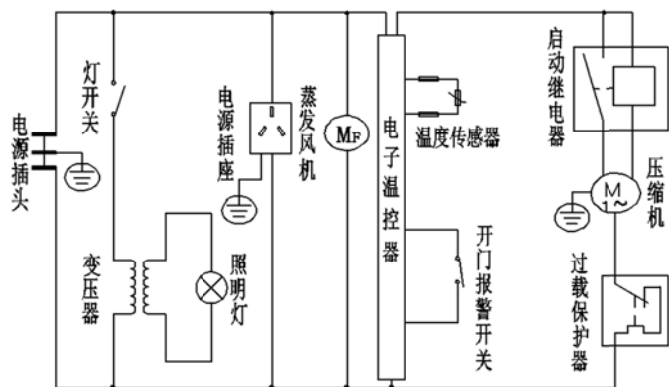 电源插头
灯开关
变压器
照明灯
电源插座
蒸发风机
MF
电子温控器
温度传感器
开门报警开关
启动继电器
M
1~
压缩机
过载保护器